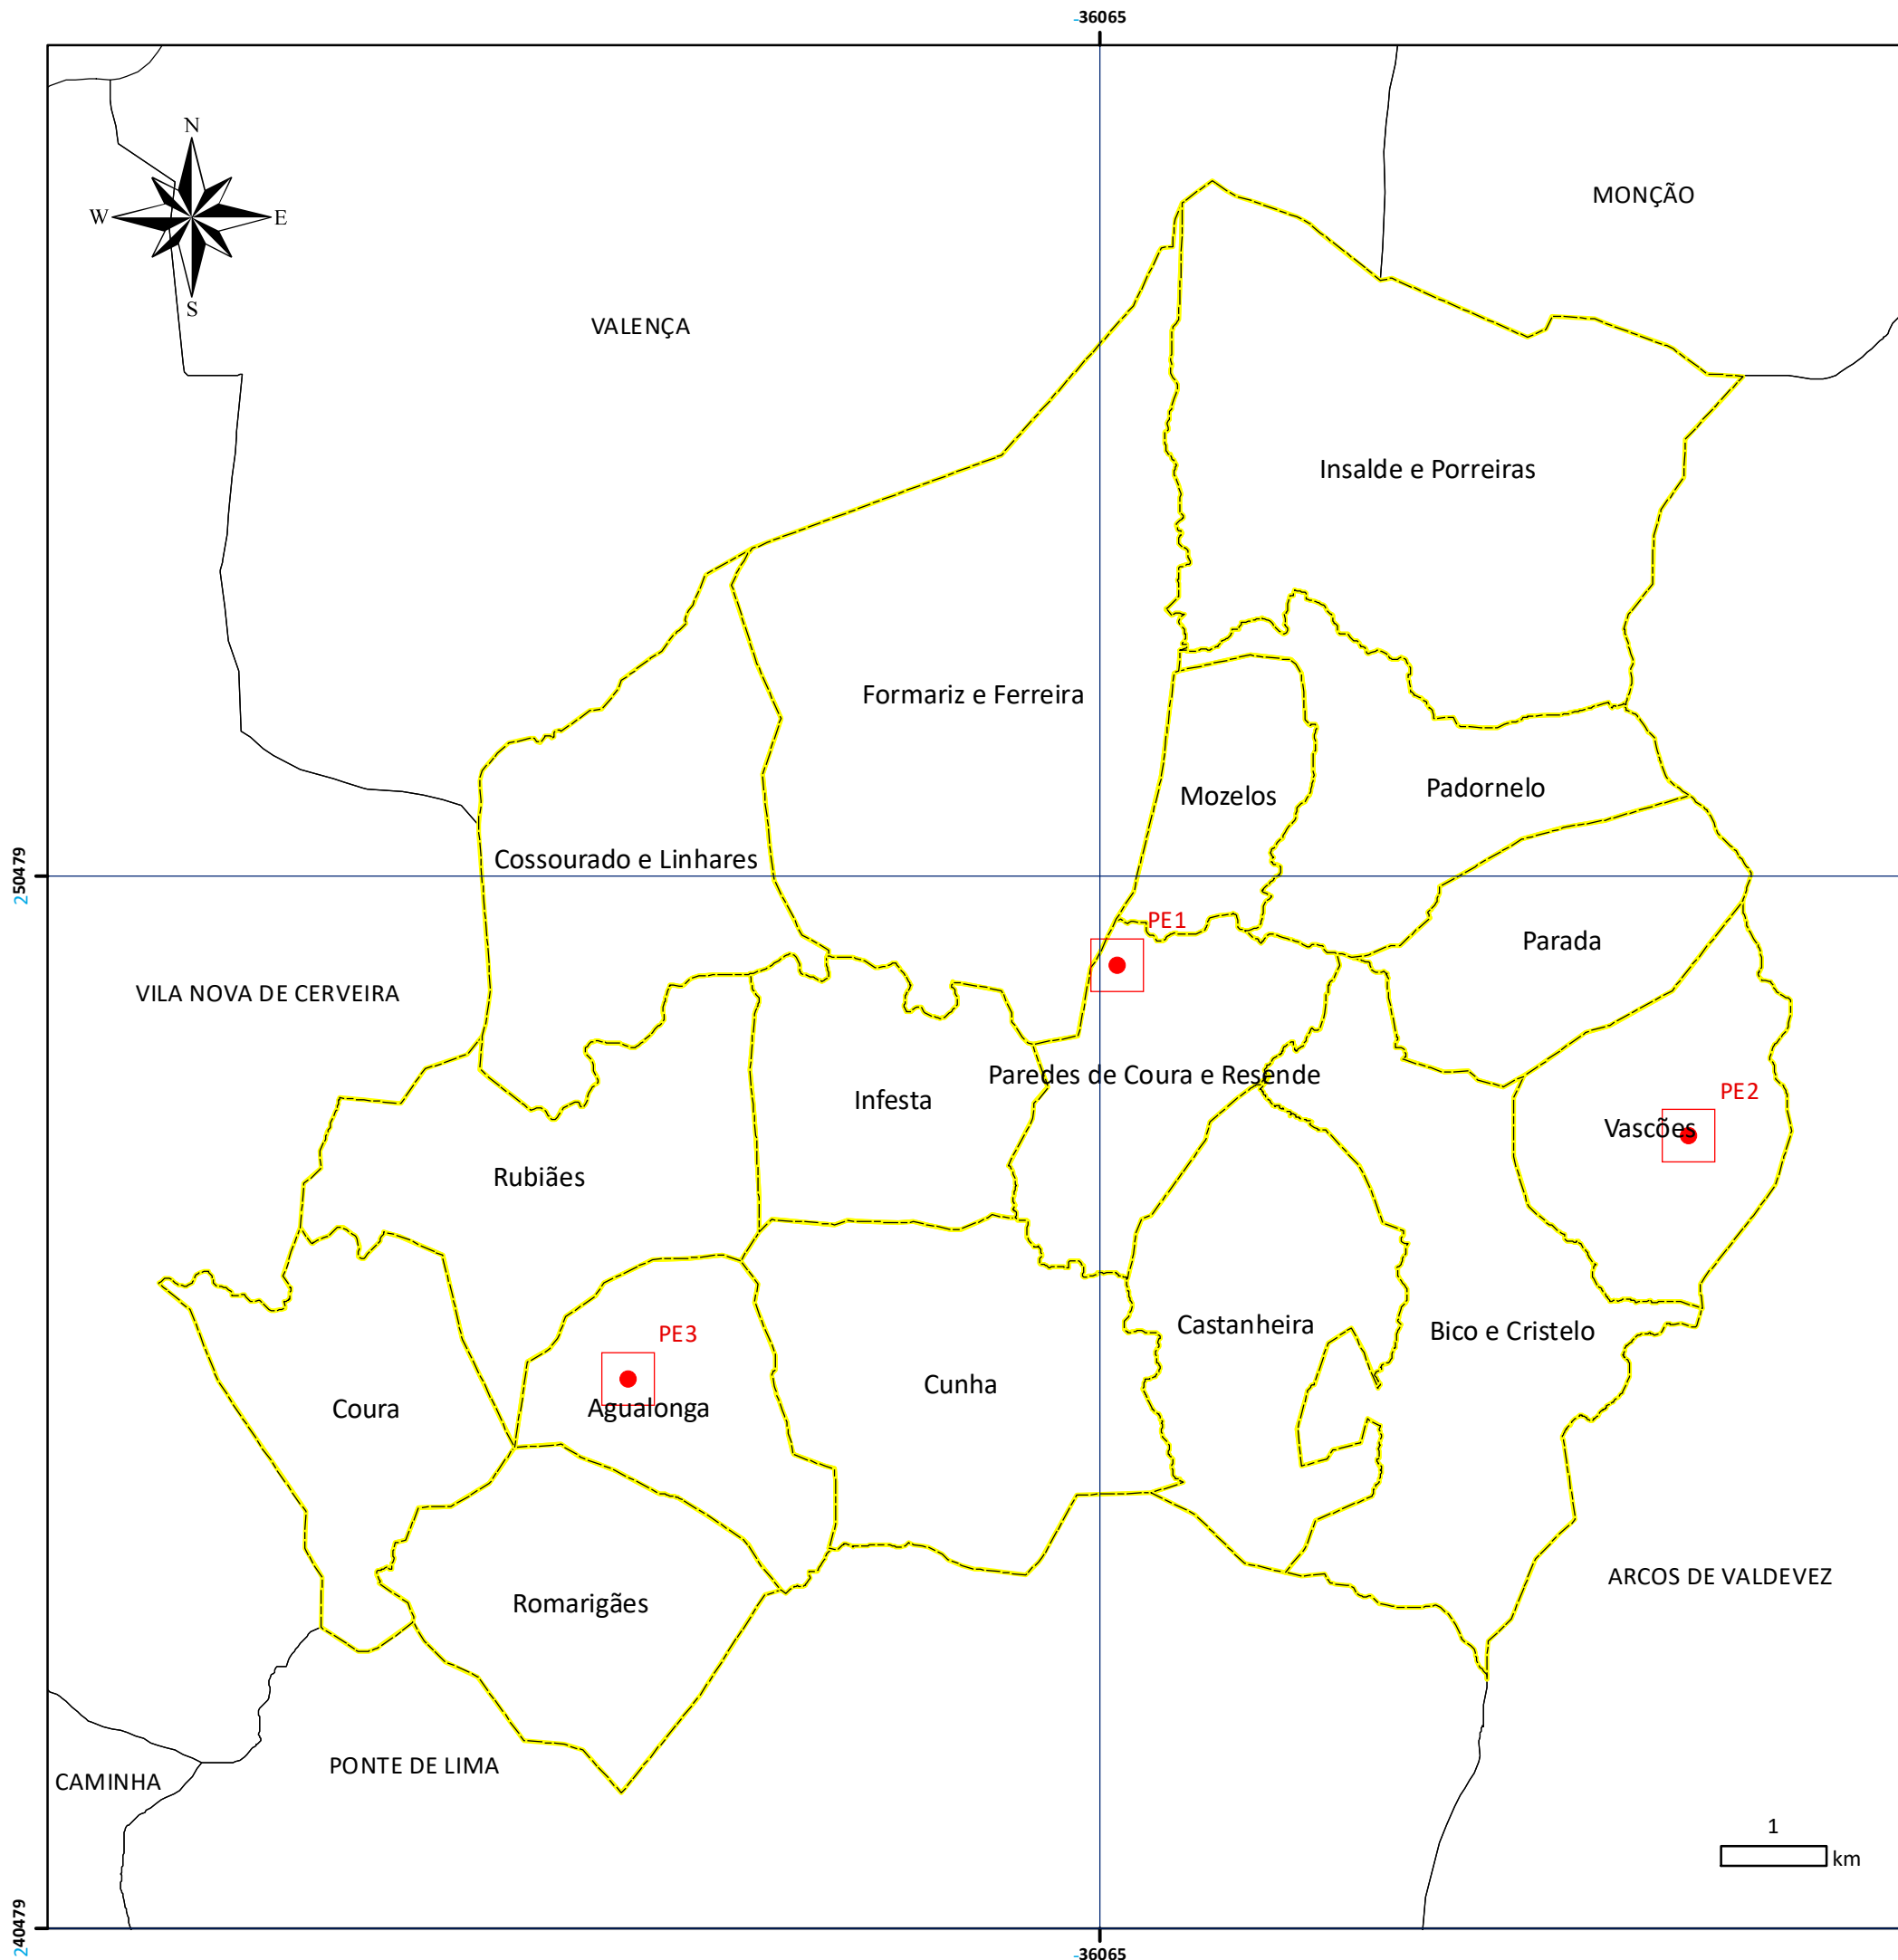 -36065
N
W
E
S
MONÇÃO
VALENÇA
Insalde e Porreiras
Formariz e Ferreira
Mozelos
Padornelo
Cossourado e Linhares
250479
PE1
Parada
VILA NOVA DE CERVEIRA
Paredes de Coura e Resende
PE2
Infesta
Vascões
Rubiães
Castanheira
Bico e Cristelo
PE3
Cunha
Coura
Agualonga
ARCOS DE VALDEVEZ
Romarigães
PONTE DE LIMA
CAMINHA
1
km
240479
-36065